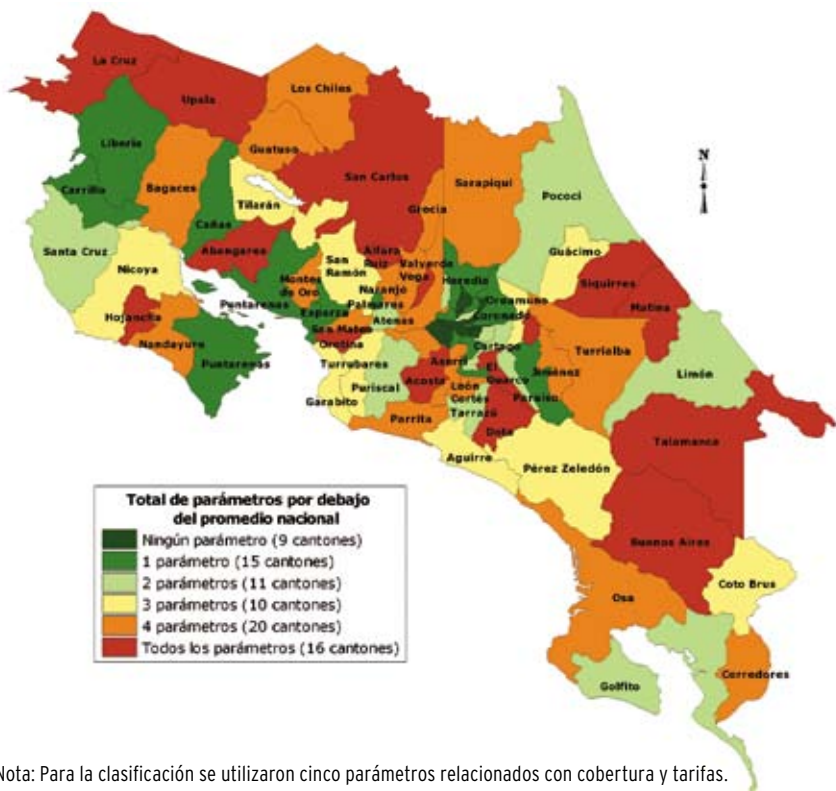 La Cruz
Upala
Los Chiles
Liberia
Guatuso
Carrillo
Bagaces
San Carlos
Sarapiquí
Pococí
Grecia
Tilarán
Cañas
Santa Cruz
Abangares
Nicoya
San Ramón
Alfaro Ruiz
Valverde Vega
Heredia
Guácimo
Siquirres
Matina
Montes de Oro
Naranjo
Puntarenas
Palmares
Esparza
Oreamuno
Coronado
Hojancha
San Mateo
Atenas
Nandayure
Orotina
Cartago
Turrialba
Limón
Puntarenas
Turrubares
Aserrí
El Guarco
Jiménez
Puriscal
Acosta
León Cortés
Paraíso
Garabito
Tarrazú
Parrita
Dota
Talamanca
Aguirre
Pérez Zeledón
Buenos Aires
Coto Brus
Osa
Corredores
Golfito
N
Total de parámetros por debajo
del promedio nacional
Ningún parámetro (9 cantones)
1 parámetro (15 cantones)
2 parámetros (11 cantones)
3 parámetros (10 cantones)
4 parámetros (20 cantones)
Todos los parámetros (16 cantones)
Nota: Para la clasificación se utilizaron cinco parámetros relacionados con cobertura y tarifas.